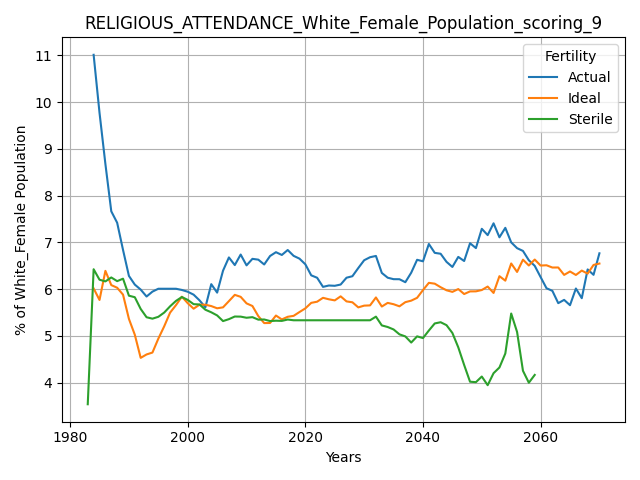 RELIGIOUS_ATTENDANCE_White_Female_Population_scoring_9
Fertility
Actual
Ideal
Sterile
% of White_Female Population
11
10
9
8
7
6
5
4
1980
2000
2020
2040
2060
Years